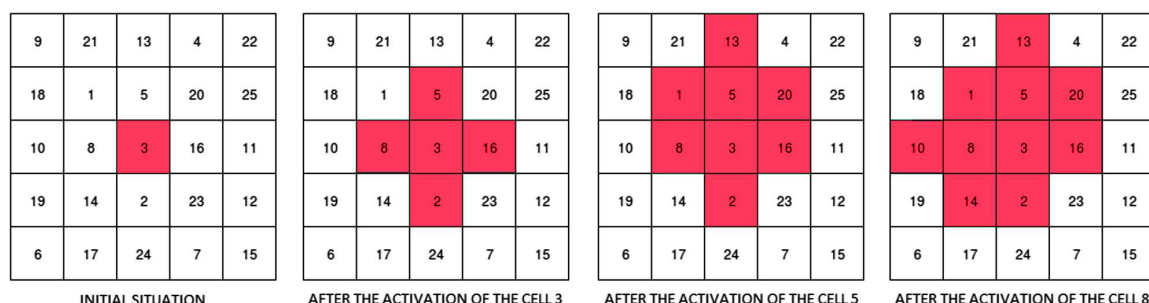 9 21 13 4 22
18 1 5 20 25
10 8 3 16 11
19 14 2 23 12
6 17 24 7 15
INITIAL SITUATION
9 21 13 4 22
18 1 5 20 25
10 8 3 16 11
19 14 2 23 12
6 17 24 7 15
AFTER THE ACTIVATION OF THE CELL 3
9 21 13 4 22
18 1 5 20 25
10 8 3 16 11
19 14 2 23 12
6 17 24 7 15
AFTER THE ACTIVATION OF THE CELL 5
9 21 13 4 22
18 1 5 20 25
10 8 3 16 11
19 14 2 23 12
6 17 24 7 15
AFTER THE ACTIVATION OF THE CELL 8